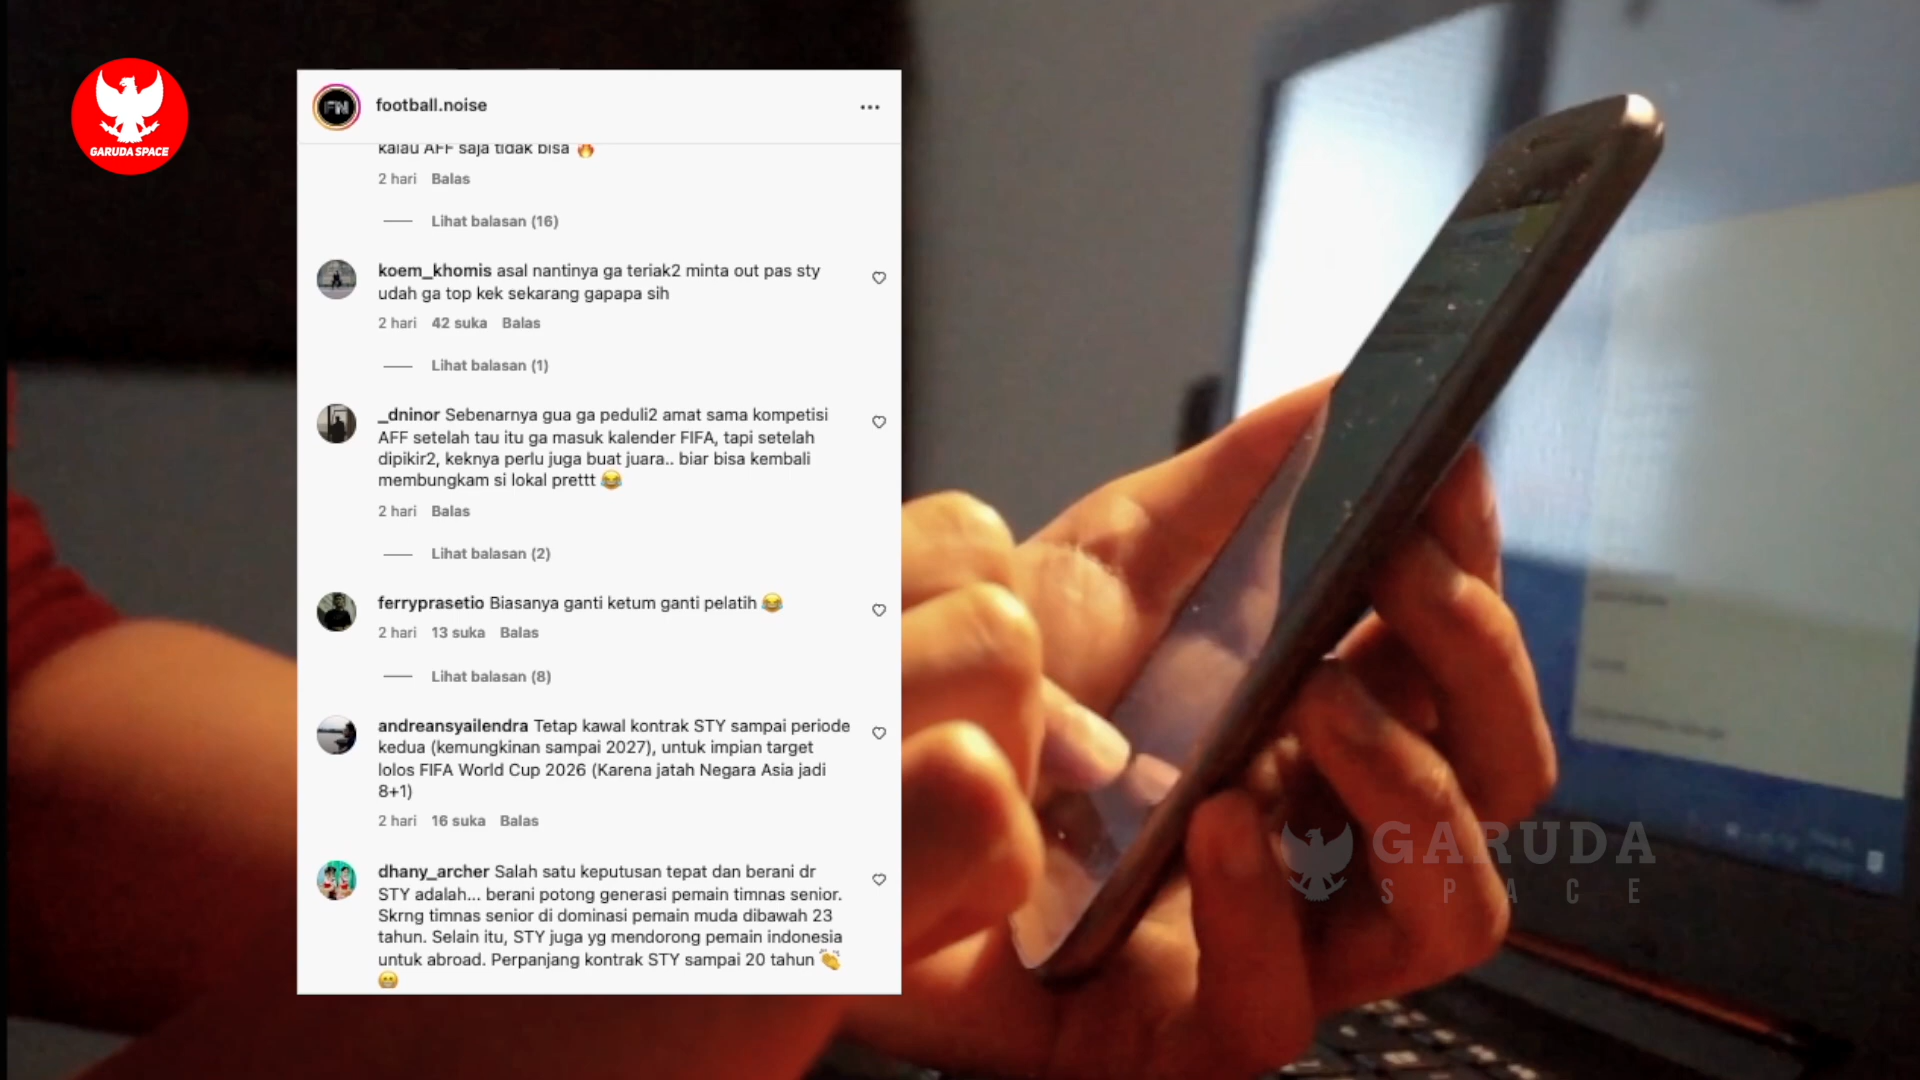 GARUDA SPACE
FN
football.noise
kalau AFF saja tidak bisa 🔥
2 hari Balas
Lihat balasan (16)
koem_khomis asal nantinya ga teriak2 minta out pas sty
udah ga top kek sekarang gapapa sih
2 hari 42 suka Balas
Lihat balasan (1)
_dninor Sebenarnya gua ga peduli2 amat sama kompetisi
AFF setelah tau itu ga masuk kalender FIFA, tapi setelah
dipikir2, keknya perlu juga buat juara.. biar bisa kembali
membungkam si lokal prettt 😂
2 hari Balas
Lihat balasan (2)
ferryprasetio Biasanya ganti ketum ganti pelatih 😂
2 hari 13 suka Balas
Lihat balasan (8)
andreansyailendra Tetap kawal kontrak STY sampai periode
kedua (kemungkinan sampai 2027), untuk impian target
lolos FIFA World Cup 2026 (Karena jatah Negara Asia jadi
8+1)
2 hari 16 suka Balas
dhany_archer Salah satu keputusan tepat dan berani dr
STY adalah... berani potong generasi pemain timnas senior.
Skrng timnas senior di dominasi pemain muda dibawah 23
tahun. Selain itu, STY juga yg mendorong pemain indonesia
untuk abroad. Perpanjang kontrak STY sampai 20 tahun 👏
😁
GARUDA
SPACE